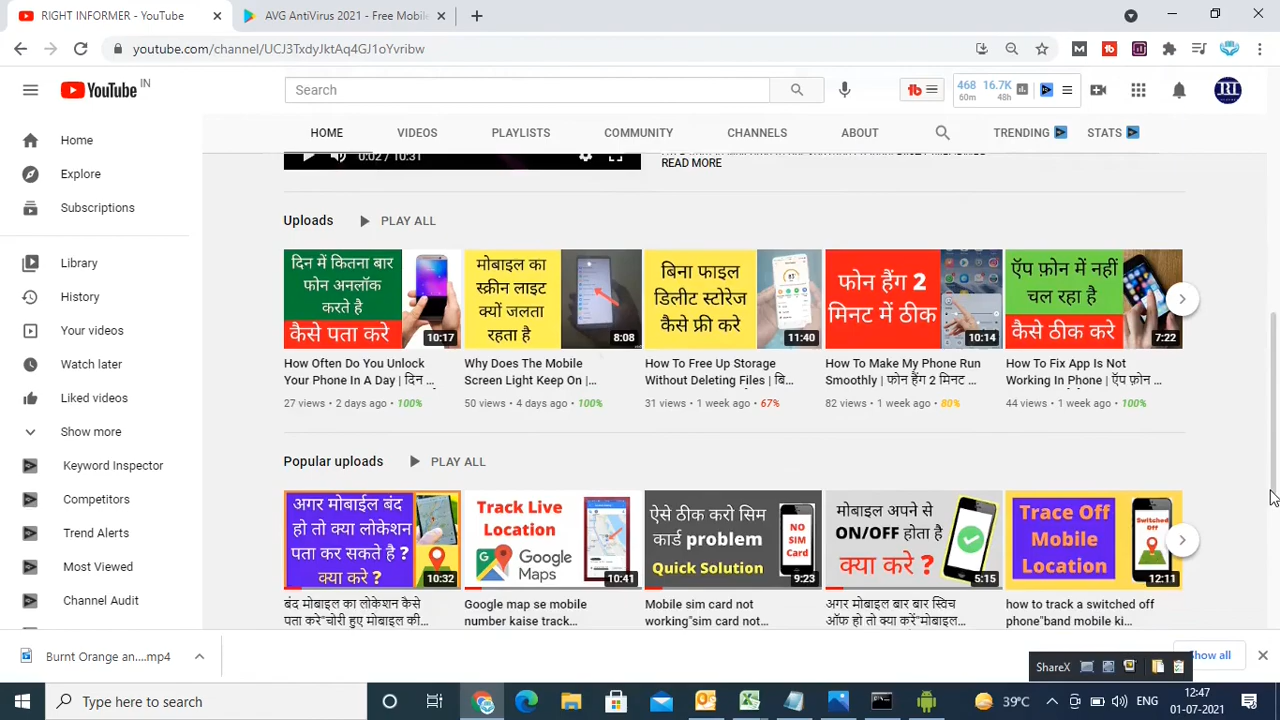 RIGHT INFORMER - YouTube
AVG AntiVirus 2021 - Free Mobile
youtube.com/channel/UCJ3TxdyJktAq4GJ1oYvribw
YouTube IN
Search
468 16.7K
60m 48h
JRI
HOME VIDEOS PLAYLISTS COMMUNITY CHANNELS ABOUT TRENDING STATS
0:02 / 10:31
READ MORE
Home
Explore
Subscriptions
Library
History
Your videos
Watch later
Liked videos
Show more
Keyword Inspector
Competitors
Trend Alerts
Most Viewed
Channel Audit
Uploads PLAY ALL
दिन में कितना बार
फोन अनलॉक
करते है
कैसे पता करे
10:17
How Often Do You Unlock
Your Phone In A Day | दिन ...
27 views • 2 days ago • 100%
मोबाइल का
स्क्रीन लाइट
क्यों जलता
रहता है
8:08
Why Does The Mobile
Screen Light Keep On |...
50 views • 4 days ago • 100%
बिना फाइल
डिलीट स्टोरेज
कैसे फ्री करे
11:40
How To Free Up Storage
Without Deleting Files | बि...
31 views • 1 week ago • 67%
फोन हैंग 2
मिनट में ठीक
10:14
How To Make My Phone Run
Smoothly | फोन हैंग 2 मिनट ...
82 views • 1 week ago • 80%
ऍप फ़ोन में नहीं
चल रहा है
कैसे ठीक करे
7:22
How To Fix App Is Not
Working In Phone | ऍप फ़ोन ...
44 views • 1 week ago • 100%
Popular uploads PLAY ALL
अगर मोबाईल बंद
हो तो क्या लोकेशन
पता कर सकते है ?
क्या करे ?
10:32
बंद मोबाइल का लोकेशन कैसे
पता करे"चोरी हुए मोबाइल की...
Track Live
Location
Google
Maps
10:41
Google map se mobile
number kaise track...
ऐसे ठीक करो सिम
कार्ड problem
Quick Solution
NO
SIM
Card
9:23
Mobile sim card not
working"sim card not...
मोबाइल अपने से
ON/OFF होता है
क्या करे ?
5:15
अगर मोबाइल बार बार स्विच
ऑफ हो तो क्या करें"मोबाइल...
Trace Off
Mobile
Location
Switched
Off
12:11
how to track a switched off
phone"band mobile ki...
Burnt Orange an....mp4
ShareX
Show all
Type here to search
39°C
ENG
12:47
01-07-2021